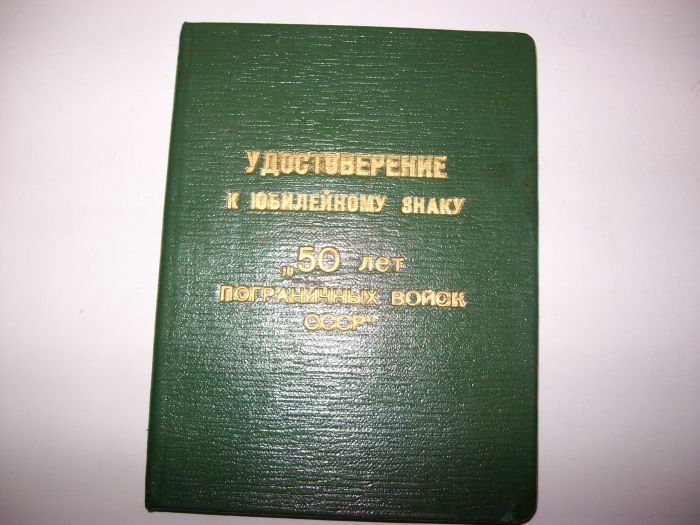 УДОСТОВЕРЕНИЕ
К ЮБИЛЕЙНОМУ ЗНАКУ
„50 лет
ПОГРАНИЧНЫХ ВОЙСК
СССР“